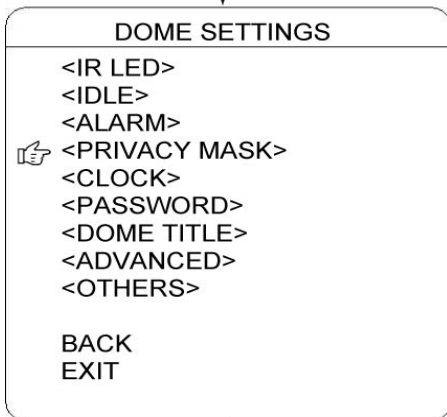 DOME SETTINGS
<IR LED>
<IDLE>
<ALARM>
<PRIVACY MASK>
<CLOCK>
<PASSWORD>
<DOME TITLE>
<ADVANCED>
<OTHERS>
BACK
EXIT